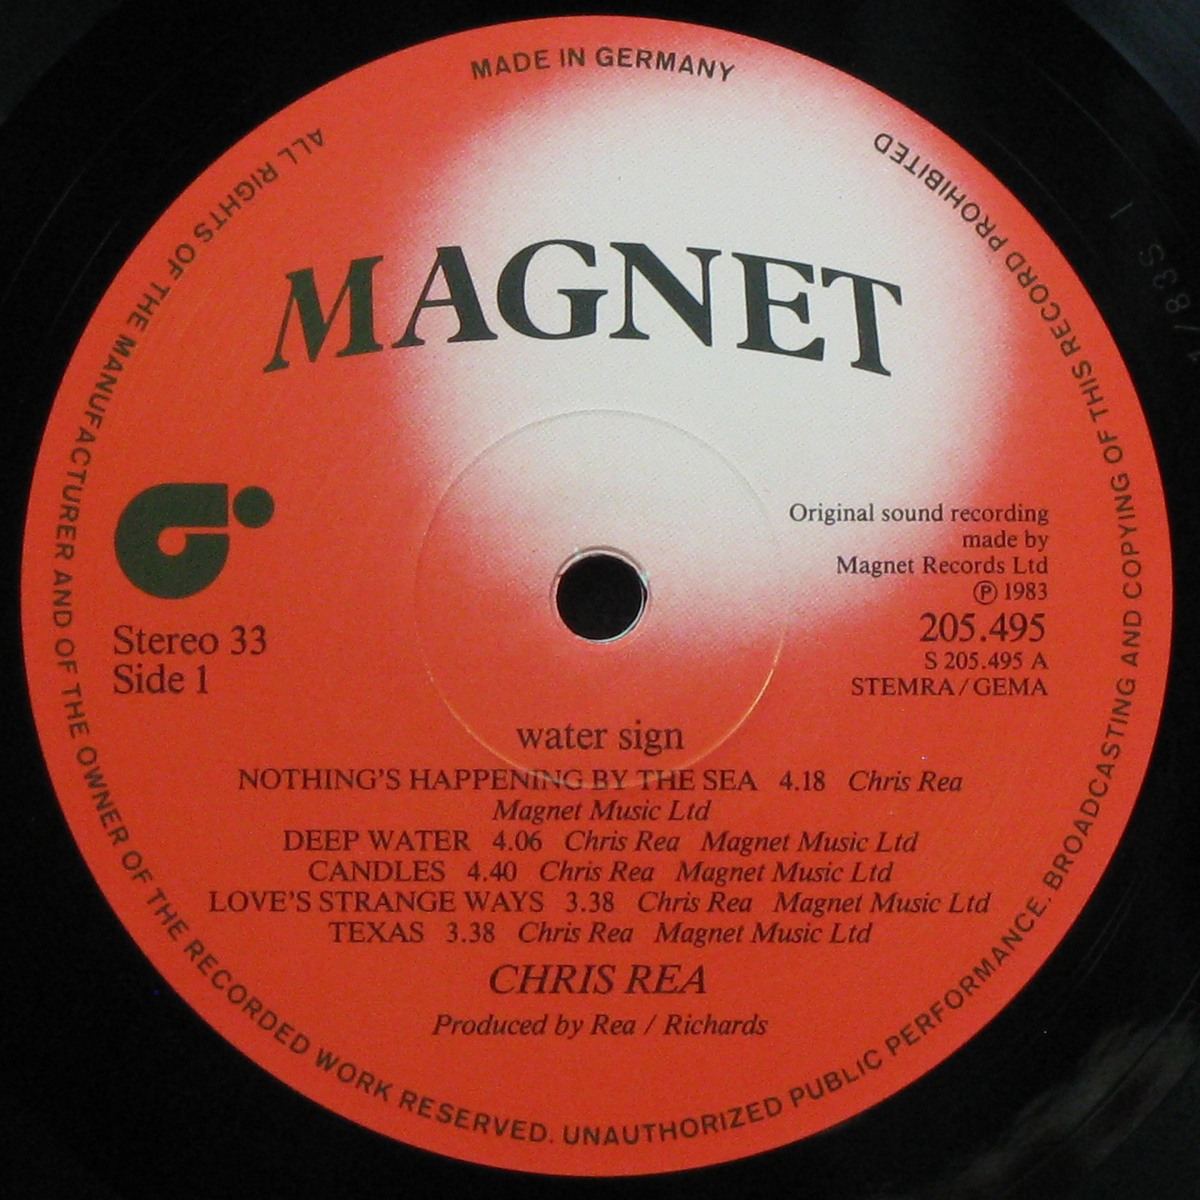 MADE IN GERMANY
ALL RIGHTS OF THE MANUFACTURER AND OF THE OWNER OF THE RECORDED WORK RESERVED. UNAUTHORIZED PUBLIC PERFORMANCE. BROADCASTING AND COPYING OF THIS RECORD PROHIBITED
MAGNET
Original sound recording
made by
Magnet Records Ltd
Ⓟ 1983
205.495
S 205.495 A
STEMRA/GEMA
Stereo 33
Side 1
water sign
NOTHING'S HAPPENING BY THE SEA 4.18 Chris Rea
Magnet Music Ltd
DEEP WATER 4.06 Chris Rea Magnet Music Ltd
CANDLES 4.40 Chris Rea Magnet Music Ltd
LOVE'S STRANGE WAYS 3.38 Chris Rea Magnet Music Ltd
TEXAS 3.38 Chris Rea Magnet Music Ltd
CHRIS REA
Produced by Rea / Richards